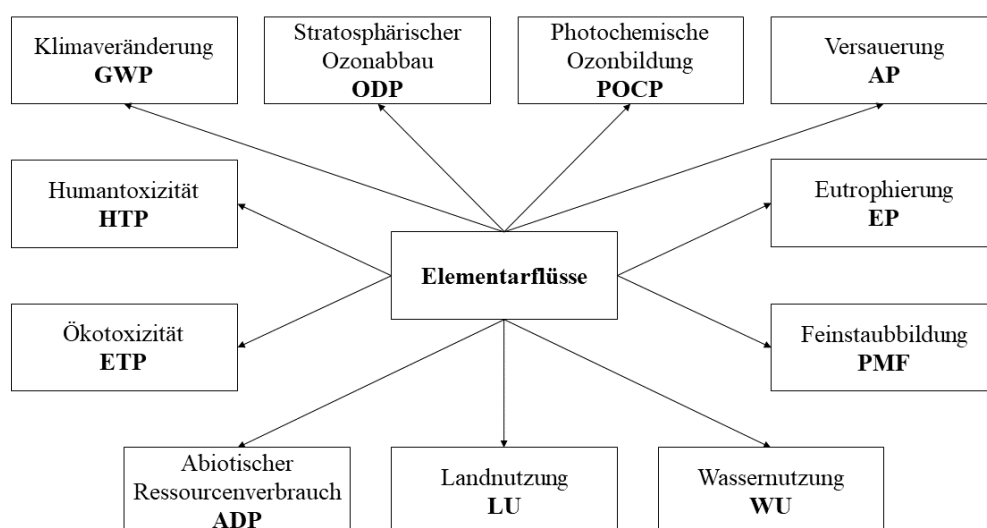 Klimaveränderung
GWP
Stratosphärischer
Ozonabbau
ODP
Photochemische
Ozonbildung
POCP
Versauerung
AP
Humantoxizität
HTP
Eutrophierung
EP
Elementarflüsse
Ökotoxizität
ETP
Feinstaubbildung
PMF
Abiotischer
Ressourcenverbrauch
ADP
Landnutzung
LU
Wassernutzung
WU